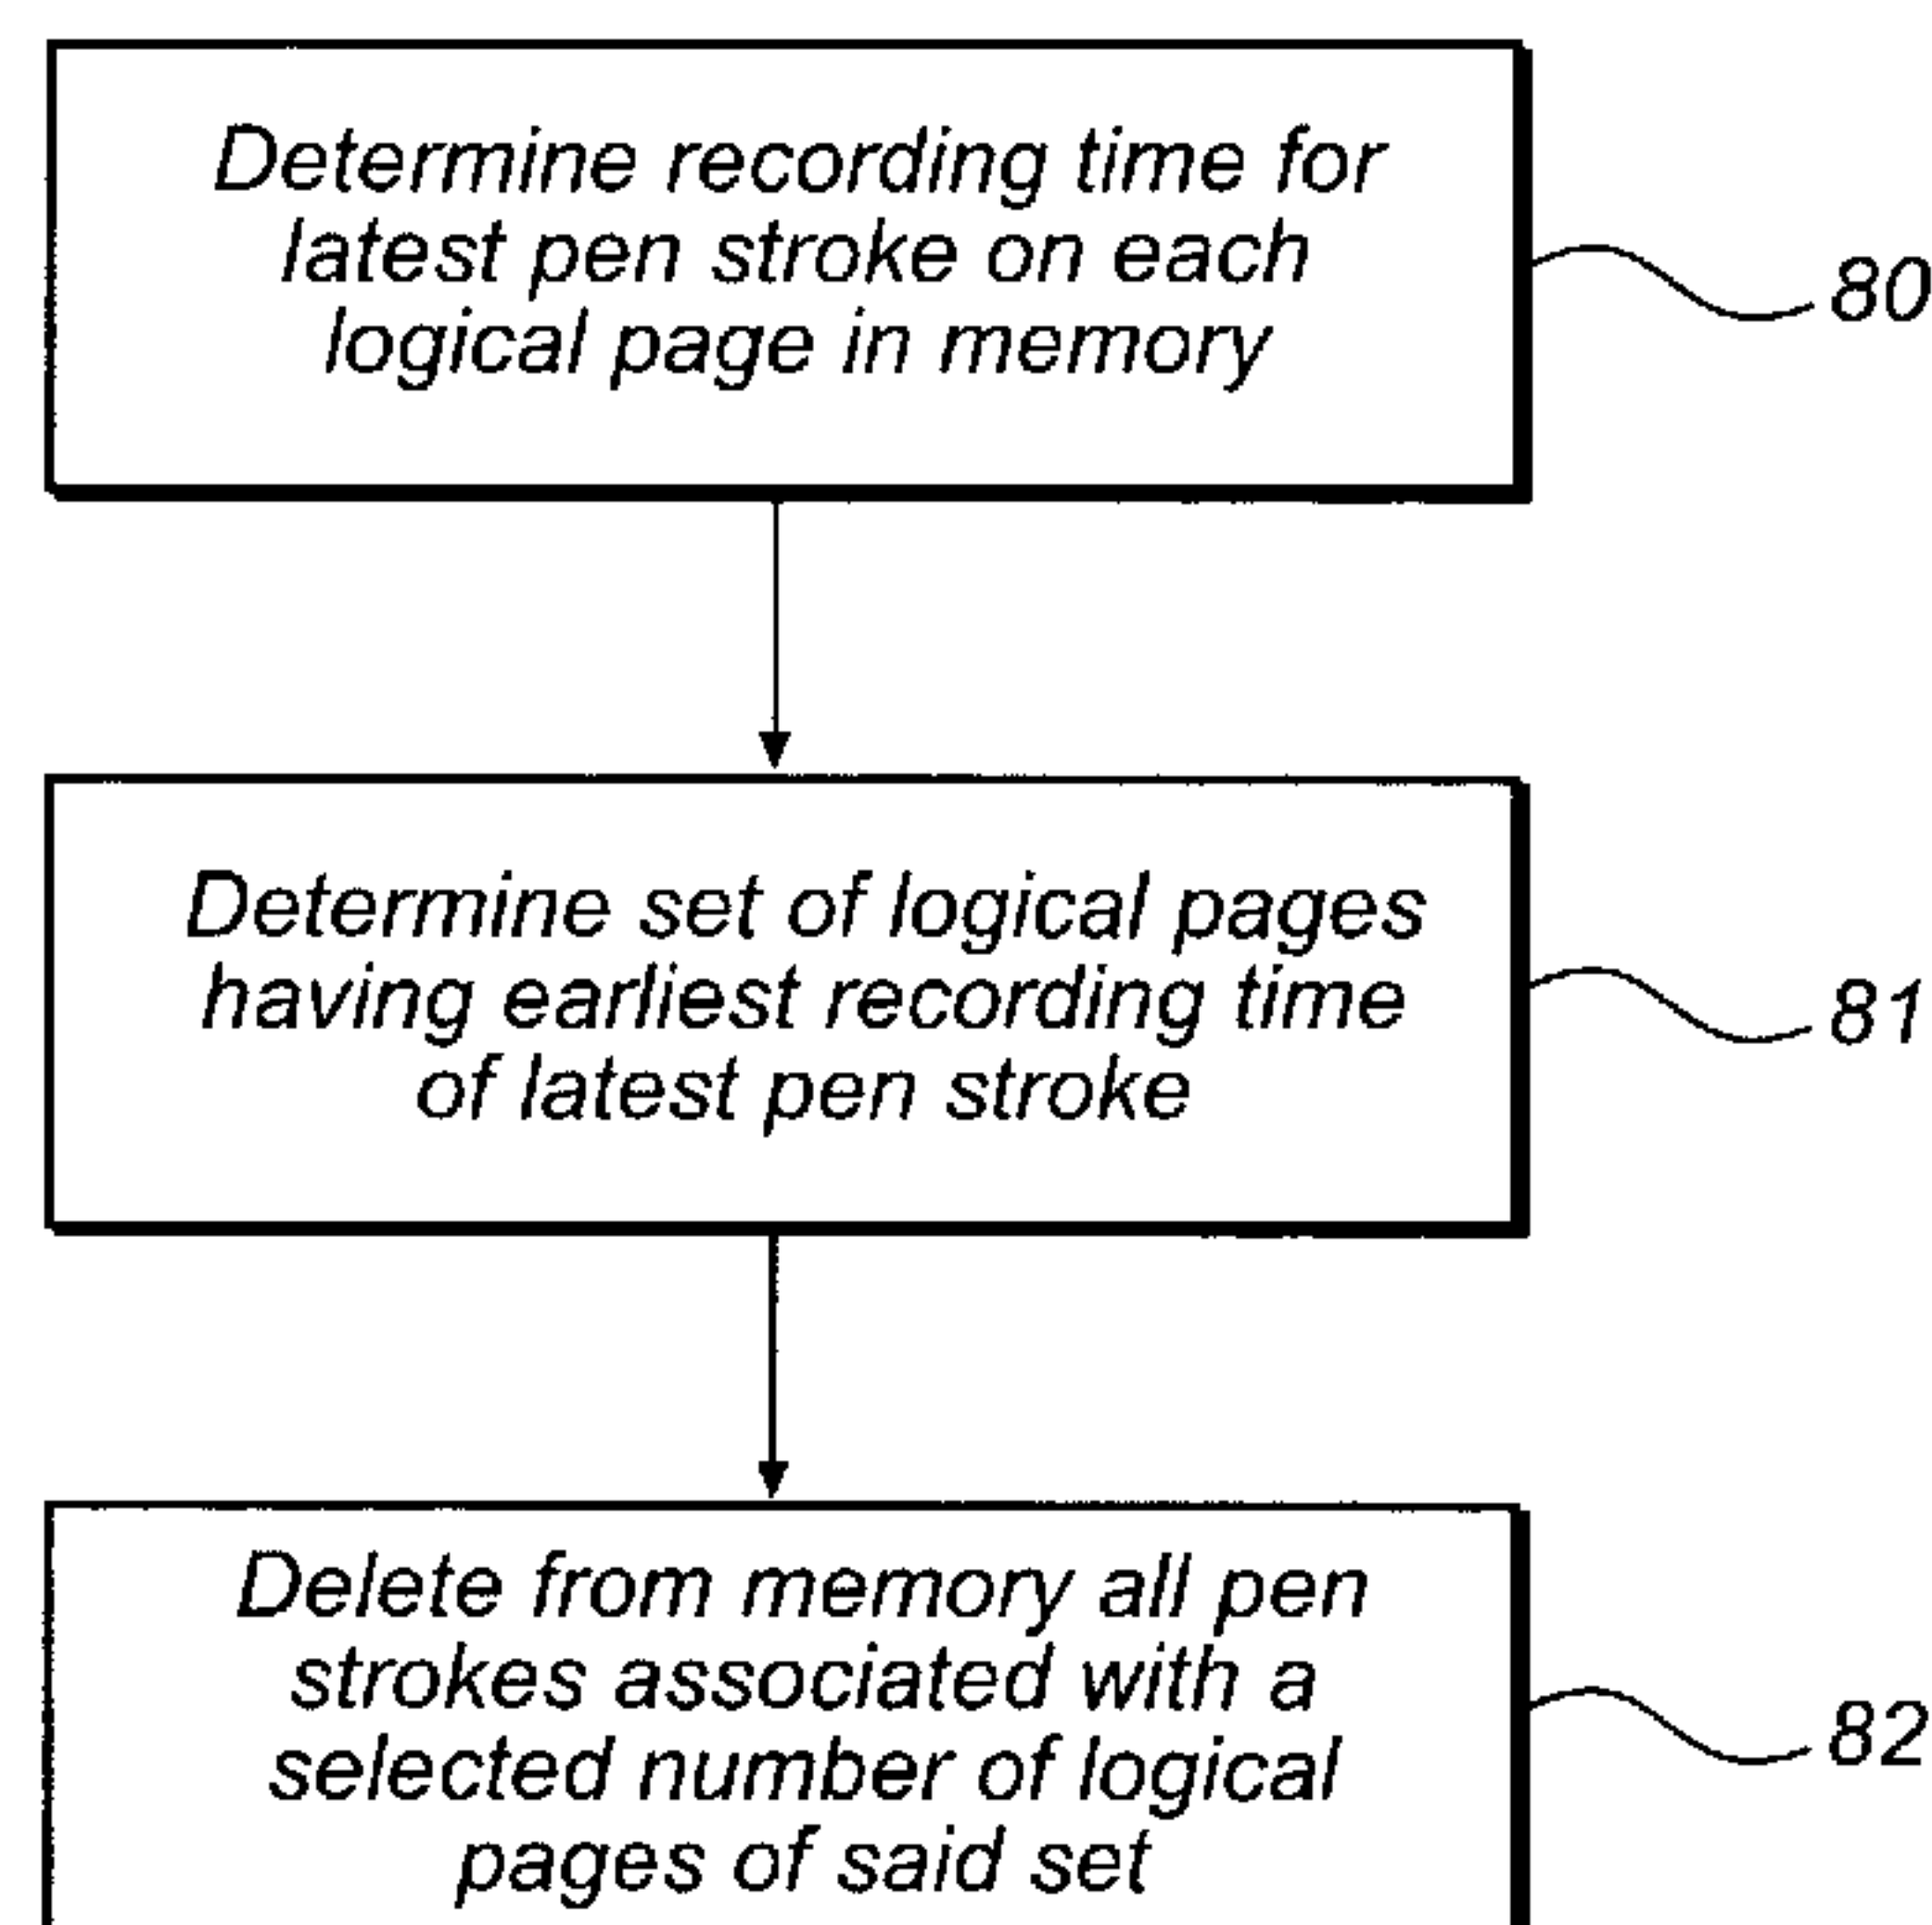 Determine recording time for
latest pen stroke on each
logical page in memory
80
Determine set of logical pages
having earliest recording time
of latest pen stroke
81
Delete from memory all pen
strokes associated with a
selected number of logical
pages of said set
82